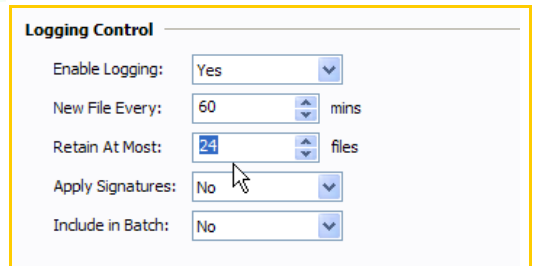 Logging Control
Enable Logging: Yes
New File Every: 60 mins
Retain At Most: 24 files
Apply Signatures: No
Include in Batch: No